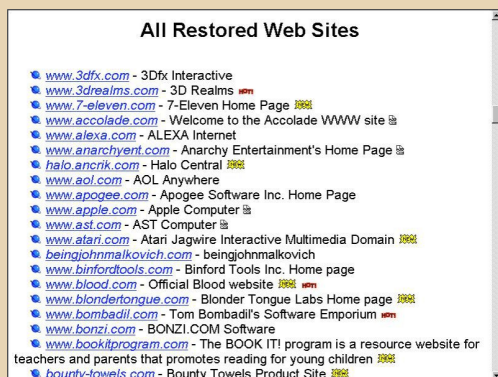 All Restored Web Sites
www.3dfx.com - 3Dfx Interactive
www.3drealms.com - 3D Realms HOT!
www.7-eleven.com - 7-Eleven Home Page
www.accolade.com - Welcome to the Accolade WWW site
www.alexa.com - ALEXA Internet
www.anarchyent.com - Anarchy Entertainment's Home Page
halo.ancrik.com - Halo Central
www.aol.com - AOL Anywhere
www.apogee.com - Apogee Software Inc. Home Page
www.apple.com - Apple Computer
www.ast.com - AST Computer
www.atari.com - Atari Jagwire Interactive Multimedia Domain
beingjohnmalkovich.com - beingjohnmalkovich
www.binfordtools.com - Binford Tools Inc. Home page
www.blood.com - Official Blood website HOT!
www.blondertongue.com - Blonder Tongue Labs Home page
www.bombadil.com - Tom Bombadil's Software Emporium HOT!
www.bonzi.com - BONZI.COM Software
www.bookitprogram.com - The BOOK IT! program is a resource website for
teachers and parents that promotes reading for young children
bounty-towels.com - Bounty Towels Product Site